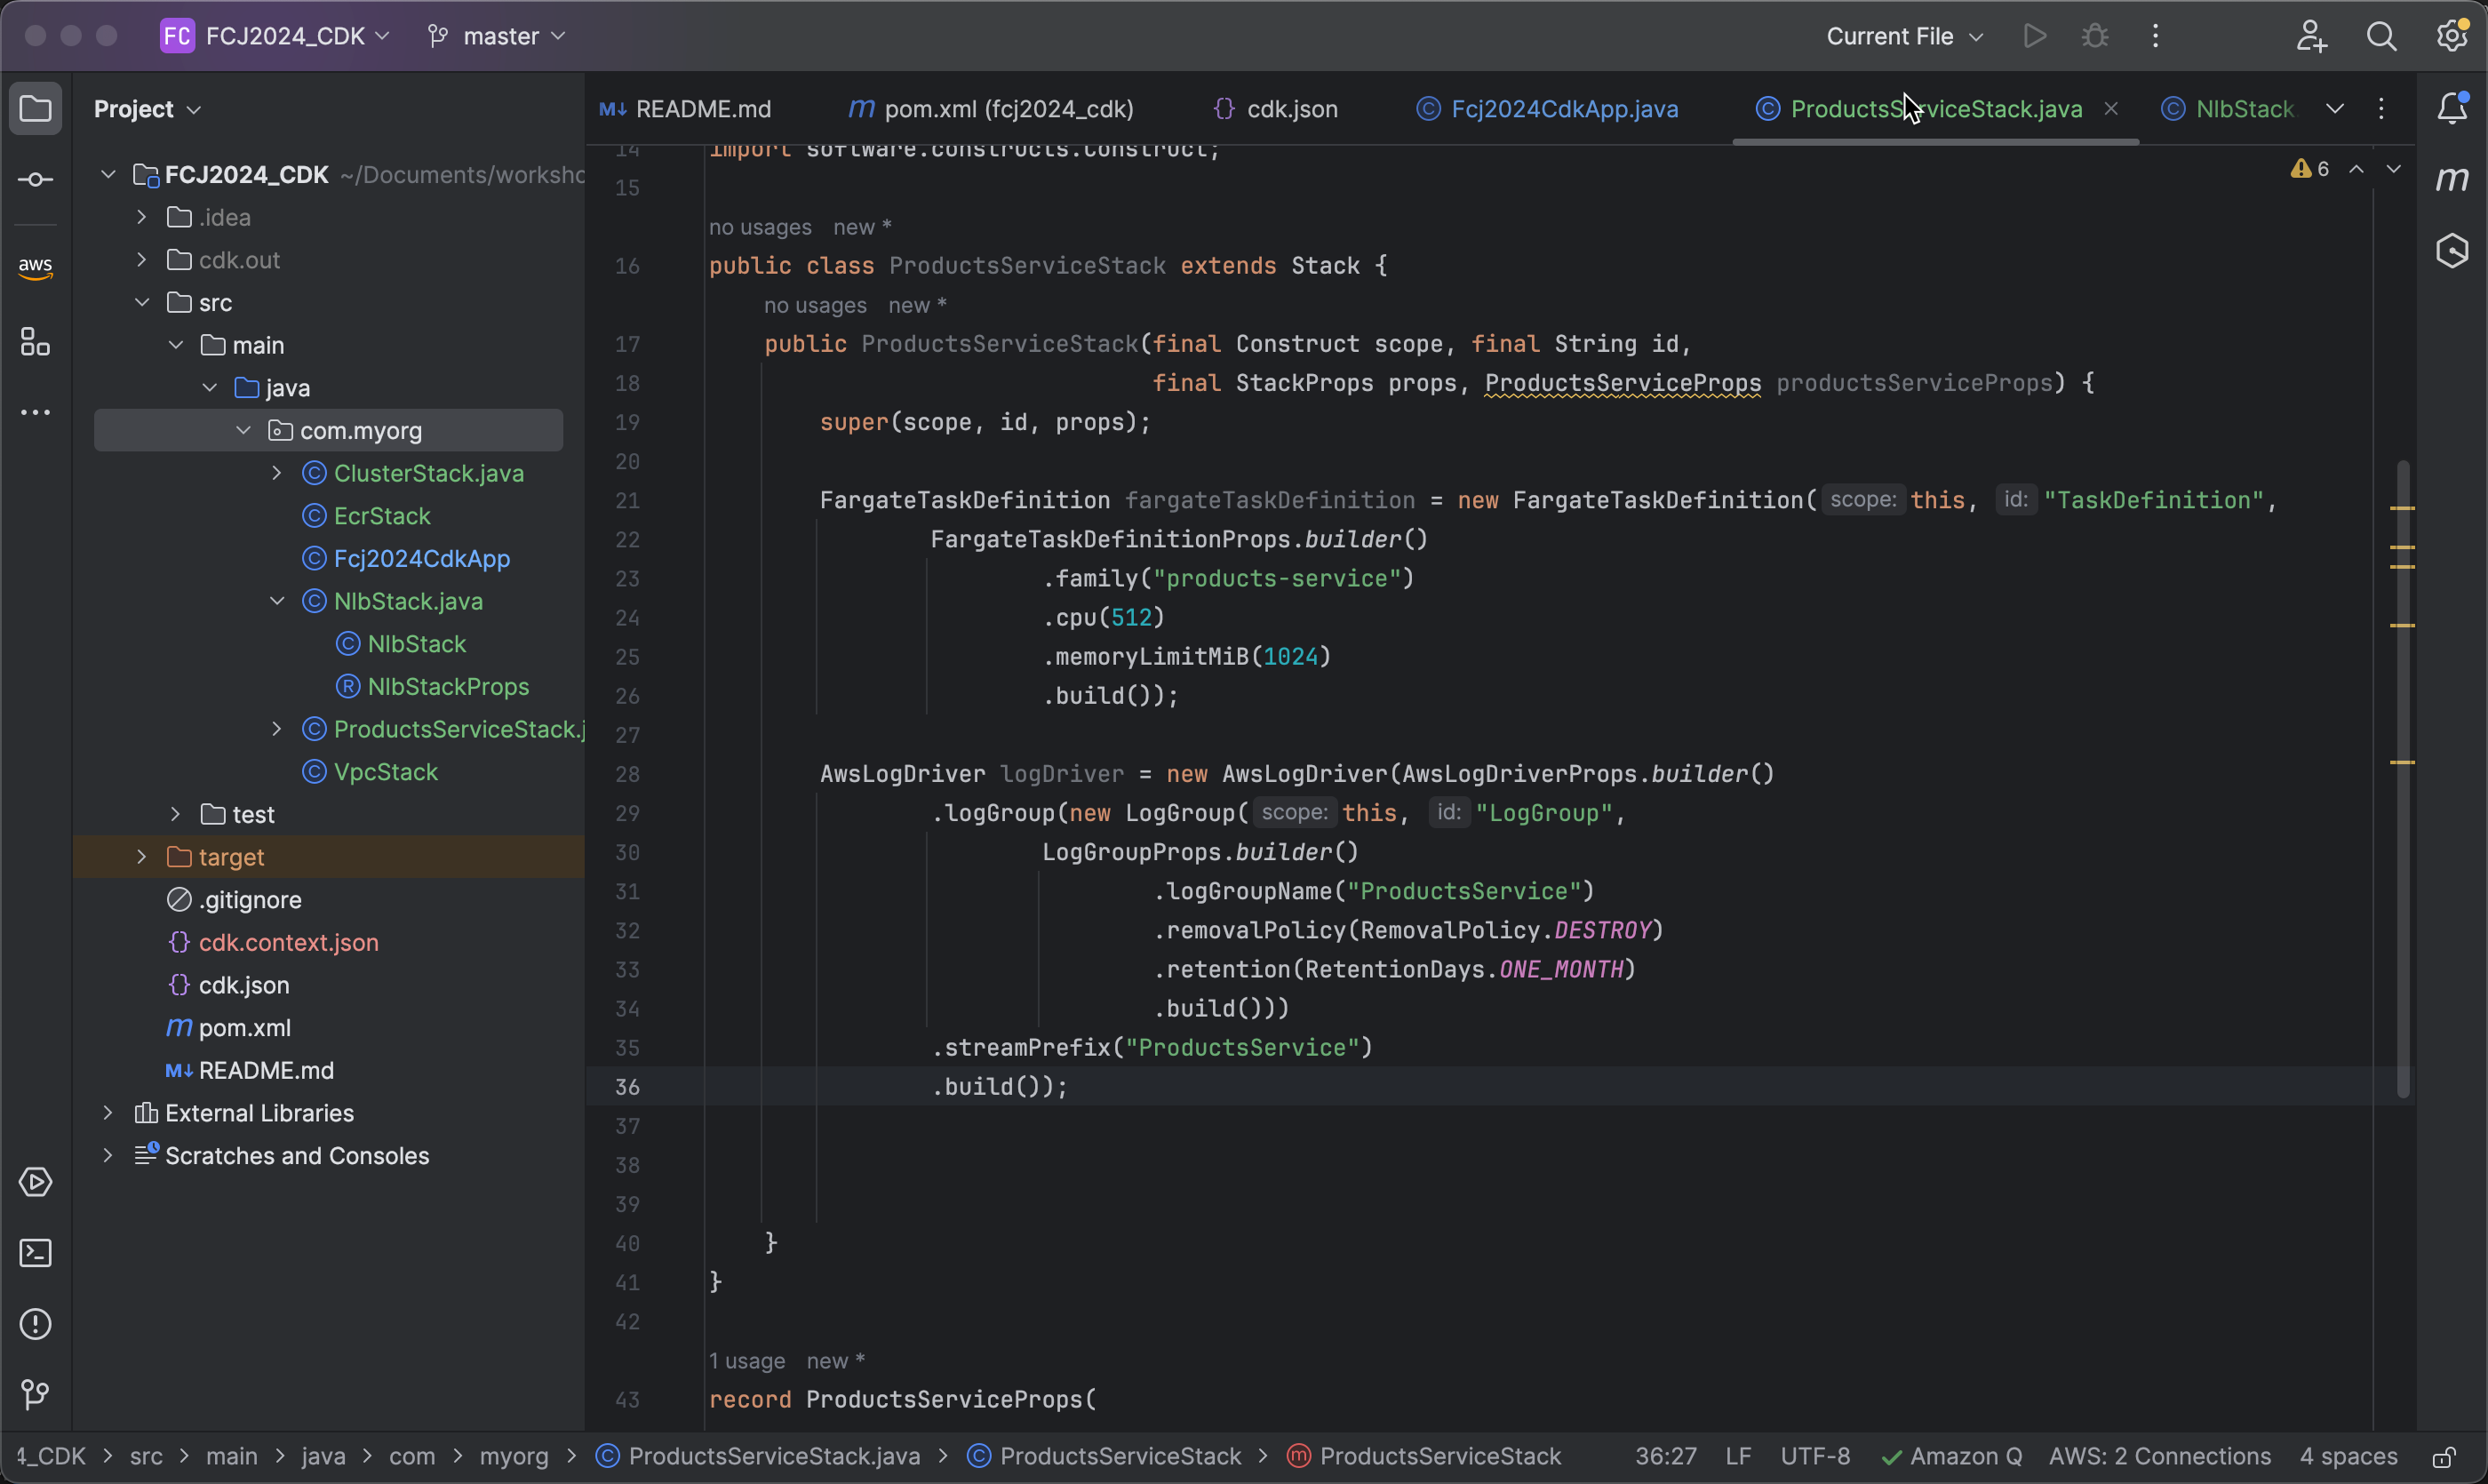 FC FCJ2024_CDK master Current File
Project
README.md
pom.xml (fcj2024_cdk)
cdk.json
Fcj2024CdkApp.java
ProductsServiceStack.java
NlbStack
FCJ2024_CDK ~/Documents/worksho
.idea
cdk.out
src
main
java
com.myorg
ClusterStack.java
EcrStack
Fcj2024CdkApp
NlbStack.java
NlbStack
NlbStackProps
ProductsServiceStack.j
VpcStack
test
target
.gitignore
cdk.context.json
cdk.json
pom.xml
README.md
External Libraries
Scratches and Consoles
aws
6
14 import software.constructs.Construct;
15
no usages new *
16 public class ProductsServiceStack extends Stack {
no usages new *
17 public ProductsServiceStack(final Construct scope, final String id,
18 final StackProps props, ProductsServiceProps productsServiceProps) {
19 super(scope, id, props);
20
21 FargateTaskDefinition fargateTaskDefinition = new FargateTaskDefinition( scope: this, id: "TaskDefinition",
22 FargateTaskDefinitionProps.builder()
23 .family("products-service")
24 .cpu(512)
25 .memoryLimitMiB(1024)
26 .build());
27
28 AwsLogDriver logDriver = new AwsLogDriver(AwsLogDriverProps.builder()
29 .logGroup(new LogGroup( scope: this, id: "LogGroup",
30 LogGroupProps.builder()
31 .logGroupName("ProductsService")
32 .removalPolicy(RemovalPolicy.DESTROY)
33 .retention(RetentionDays.ONE_MONTH)
34 .build()))
35 .streamPrefix("ProductsService")
36 .build());
37
38
39
40 }
41 }
42
1 usage new *
43 record ProductsServiceProps(
4_CDK > src > main > java > com > myorg > ProductsServiceStack.java > ProductsServiceStack > ProductsServiceStack 36:27 LF UTF-8 Amazon Q AWS: 2 Connections 4 spaces